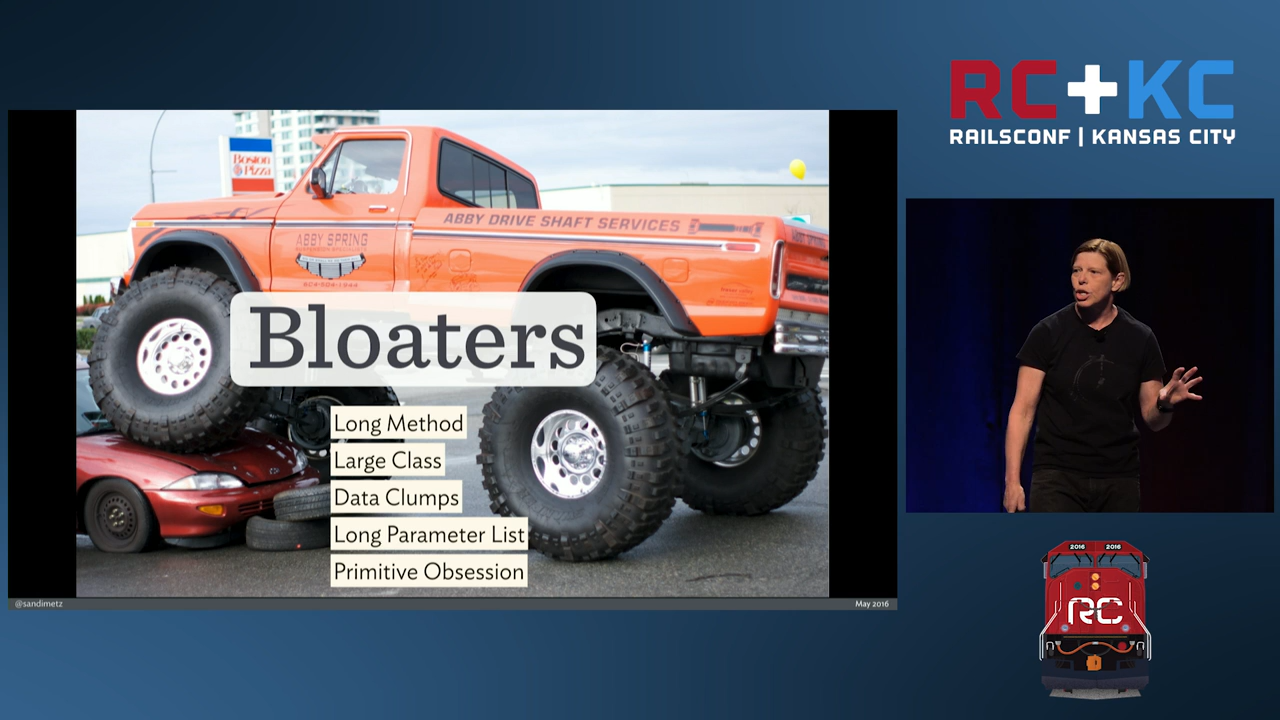 RC+KC
RAILSCONF | KANSAS CITY
Boston
Pizza
ABBY DRIVE SHAFT SERVICES
ABBY SPRING
Bloaters
Long Method
Large Class
Data Clumps
Long Parameter List
Primitive Obsession
@sandimetz
May 2016
2016
2016
RC